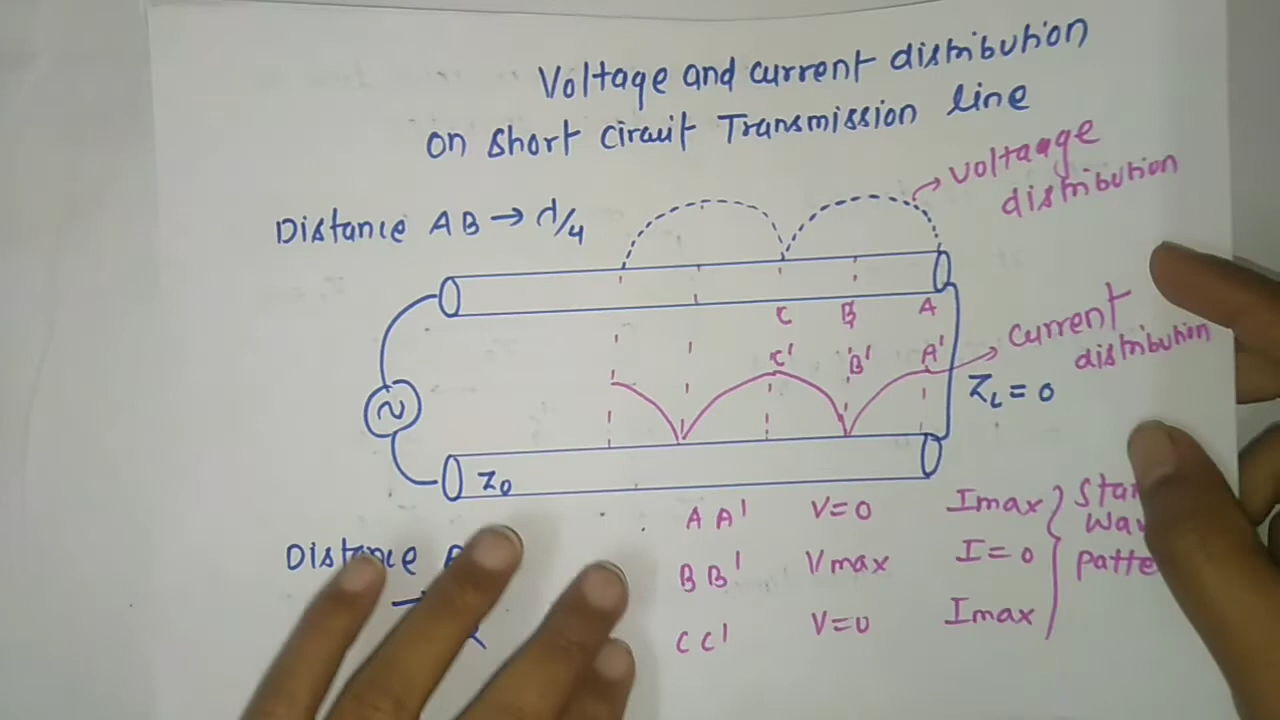 Voltage and current distribution
on short circuit Transmission line
voltaage
distribution
Distance AB → λ/4
C B A
C' B' A'
current
distribution
ZL = 0
Z0
AA' V=0 Imax
BB' Vmax I=0
CC' V=0 Imax
Distance